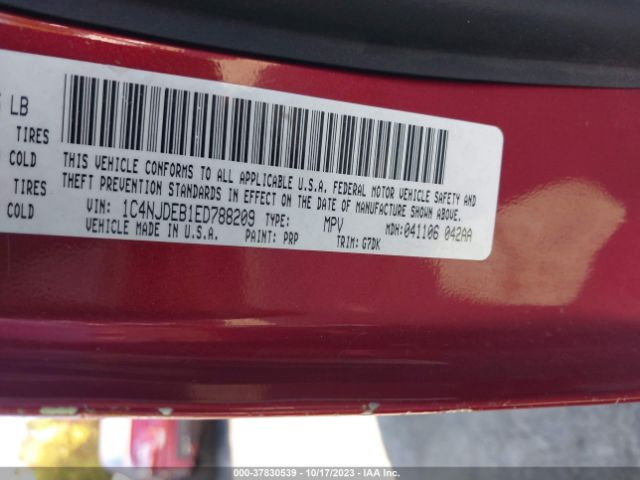 LB
TIRES
COLD
TIRES
COLD
THIS VEHICLE CONFORMS TO ALL APPLICABLE U.S.A. FEDERAL MOTOR VEHICLE SAFETY AND
THEFT PREVENTION STANDARDS IN EFFECT ON THE DATE OF MANUFACTURE SHOWN ABOVE.
VIN: 1C4NJDEB1ED788209 TYPE: MPV MDH:041106 042AA
VEHICLE MADE IN U.S.A. PAINT: PRP TRIM: G7DK
000-37830539 - 10/17/2023 - IAA Inc.